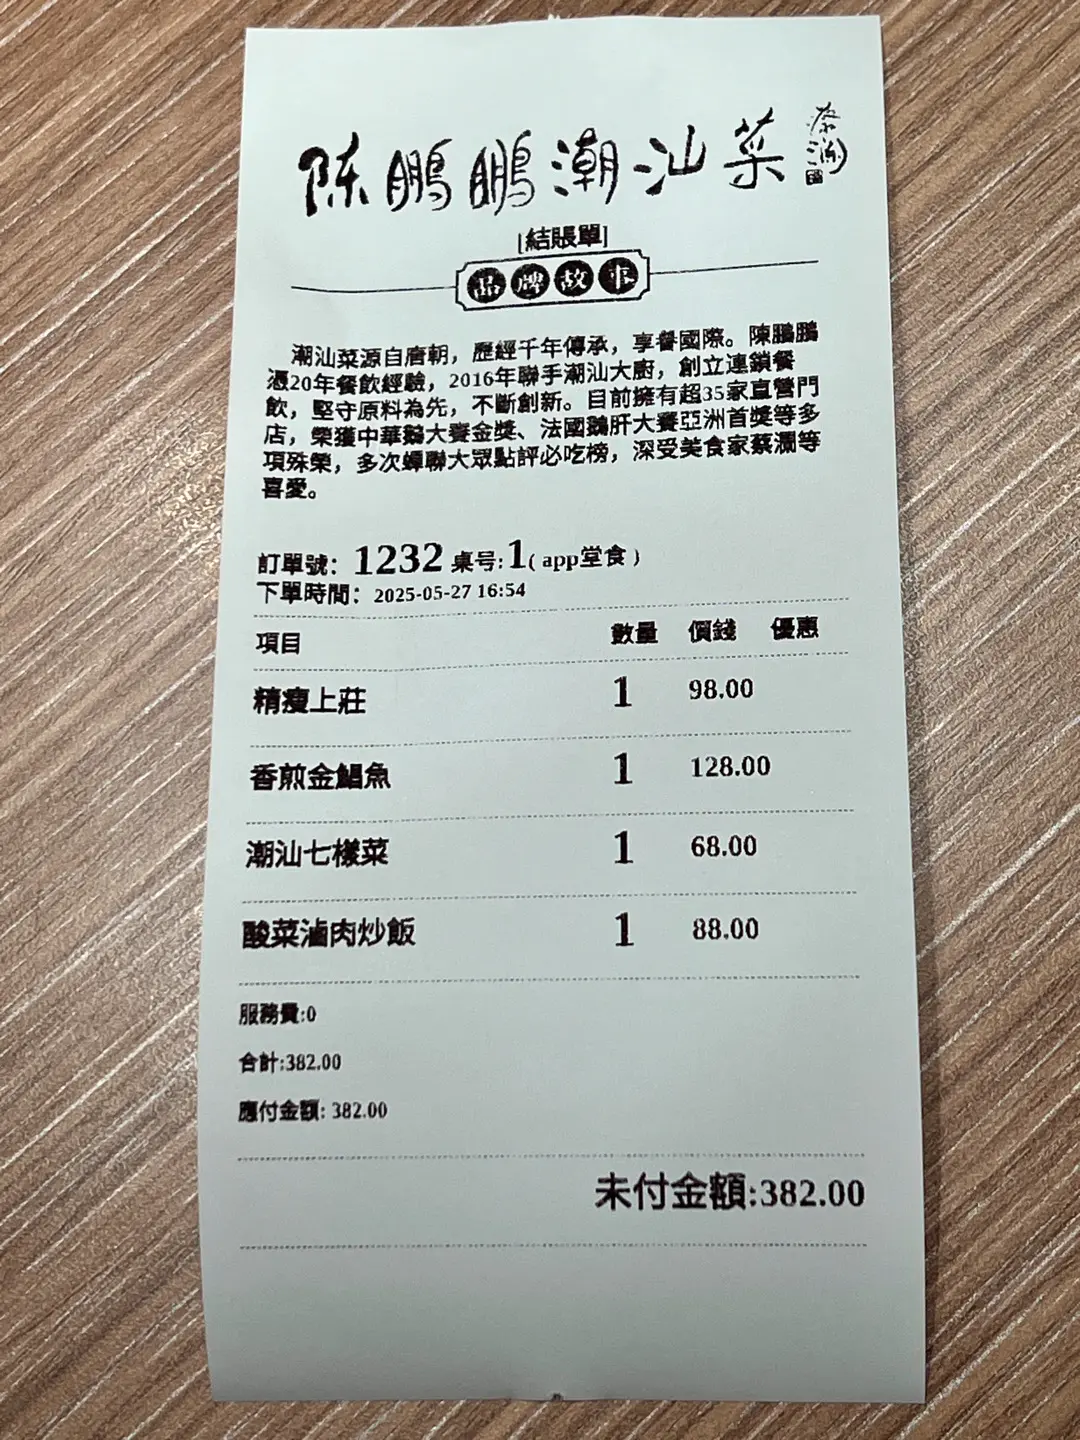 陈鹏鹏潮汕菜 蔡澜
[結賬單]
品牌故事
潮汕菜源自唐朝，歷經千年傳承，享譽國際。陳鵬鵬
憑20年餐飲經驗，2016年聯手潮汕大廚，創立連鎖餐
飲，堅守原料為先，不斷創新。目前擁有超35家直營門
店，榮獲中華鵝大賽金獎、法國鵝肝大賽亞洲首獎等多
項殊榮，多次蟬聯大眾點評必吃榜，深受美食家蔡瀾等
喜愛。
訂單號：1232 桌号:1( app堂食 )
下單時間：2025-05-27 16:54
項目 數量 價錢 優惠
精瘦上莊 1 98.00
香煎金鯧魚 1 128.00
潮汕七樣菜 1 68.00
酸菜滷肉炒飯 1 88.00
服務費:0
合計:382.00
應付金額: 382.00
未付金額:382.00